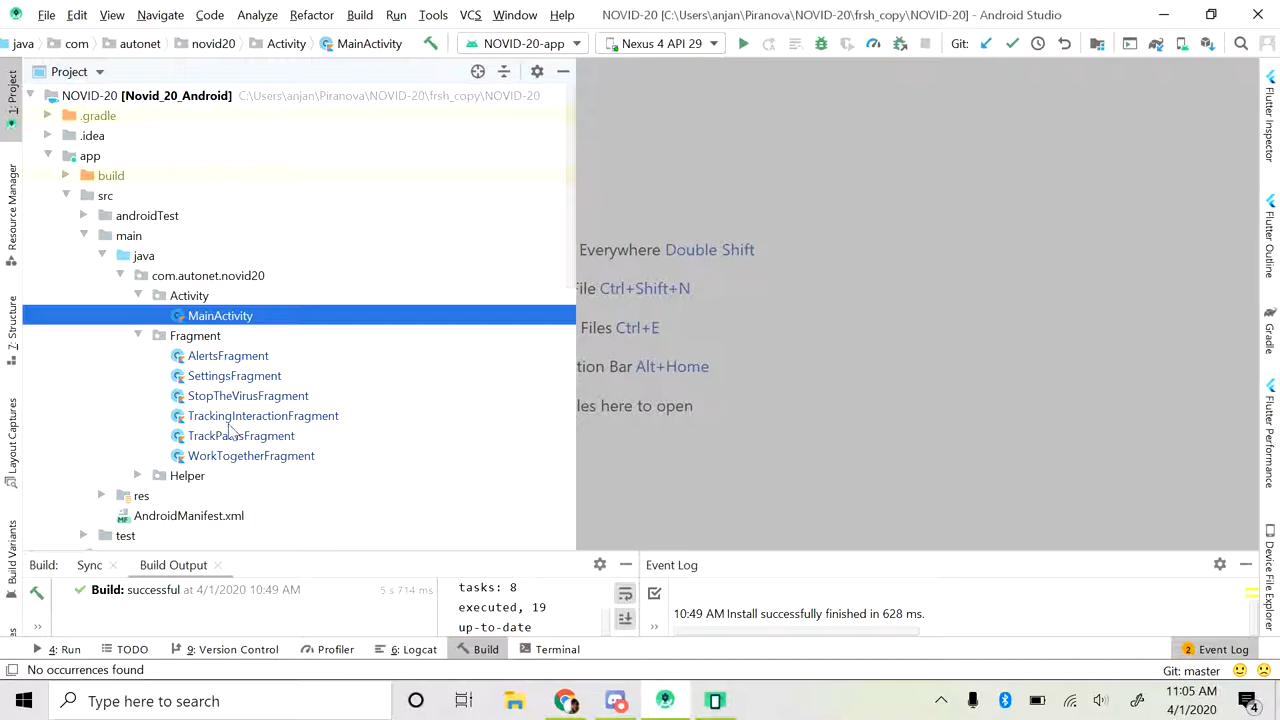 File Edit View Navigate Code Analyze Refactor Build Run Tools VCS Window Help NOVID-20 [C:\Users\anjan\Piranova\NOVID-20\frsh_copy\NOVID-20] - Android Studio
java com autonet novid20 Activity MainActivity NOVID-20-app Nexus 4 API 29 Git:
Project
NOVID-20 [Novid_20_Android] C:\Users\anjan\Piranova\NOVID-20\frsh_copy\NOVID-20
.gradle
.idea
app
build
src
androidTest
main
java
com.autonet.novid20
Activity
MainActivity
Fragment
AlertsFragment
SettingsFragment
StopTheVirusFragment
TrackingInteractionFragment
WorkTogetherFragment
Helper
res
AndroidManifest.xml
test
Everywhere Double Shift
File Ctrl+Shift+N
Files Ctrl+E
tion Bar Alt+Home
les here to open
1: Project
Resource Manager
7: Structure
Layout Captures
Build Variants
Flutter Inspector
Flutter Outline
Gradle
Flutter Performance
Device File Explorer
Build: Sync Build Output
Build: successful at 4/1/2020 10:49 AM 5 s 714 ms
tasks: 8
executed, 19
up-to-date
Event Log
10:49 AM Install successfully finished in 628 ms.
4: Run TODO 9: Version Control Profiler 6: Logcat Build Terminal 2 Event Log
No occurrences found Git: master
Type here to search
11:05 AM
4/1/2020
4